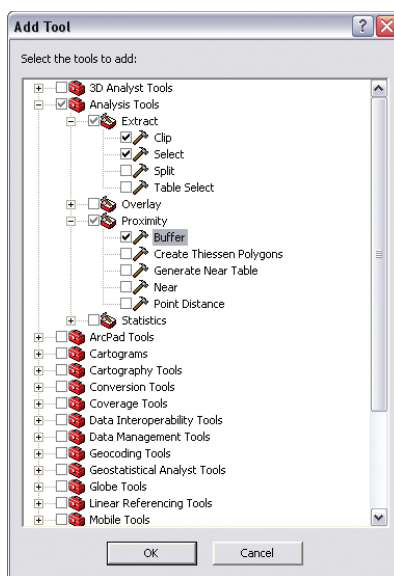 Add Tool
Select the tools to add:
3D Analyst Tools
Analysis Tools
Extract
Clip
Select
Split
Table Select
Overlay
Proximity
Buffer
Create Thiessen Polygons
Generate Near Table
Near
Point Distance
Statistics
ArcPad Tools
Cartograms
Cartography Tools
Conversion Tools
Coverage Tools
Data Interoperability Tools
Data Management Tools
Geocoding Tools
Geostatistical Analyst Tools
Globe Tools
Linear Referencing Tools
Mobile Tools
OK Cancel